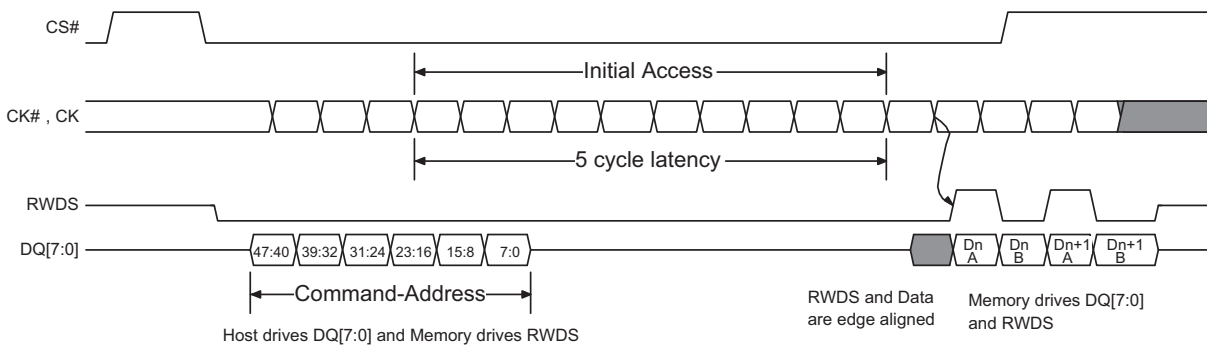 CS#
Initial Access
CK# , CK
5 cycle latency
RWDS
DQ[7:0]
47:40 39:32 31:24 23:16 15:8 7:0
Dn
A
Dn
B
Dn+1
A
Dn+1
B
Command-Address
Host drives DQ[7:0] and Memory drives RWDS
RWDS and Data
are edge aligned
Memory drives DQ[7:0]
and RWDS